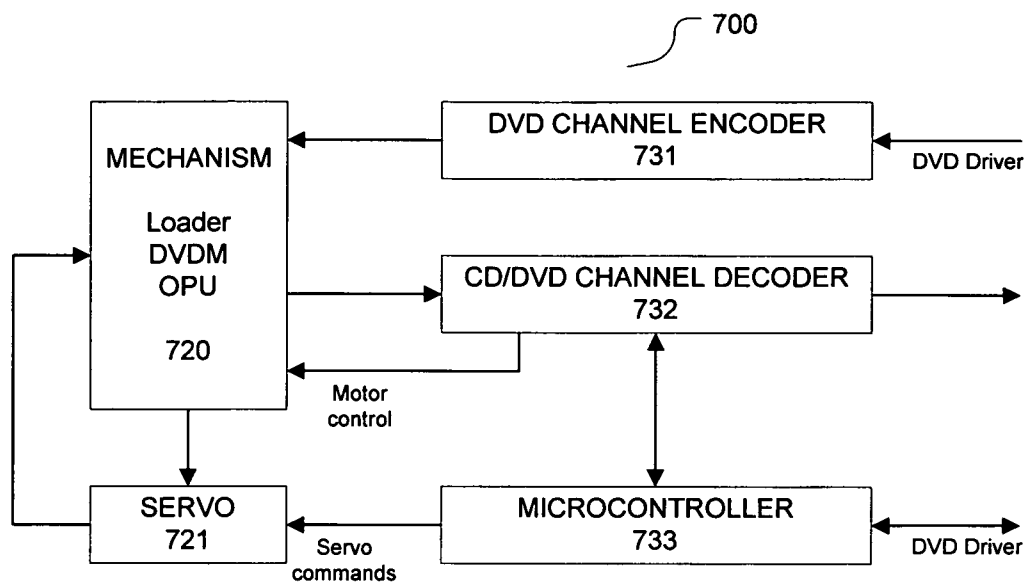 700
MECHANISM
Loader
DVDM
OPU
720
DVD CHANNEL ENCODER
731
DVD Driver
CD/DVD CHANNEL DECODER
732
Motor
control
SERVO
721
Servo
commands
MICROCONTROLLER
733
DVD Driver